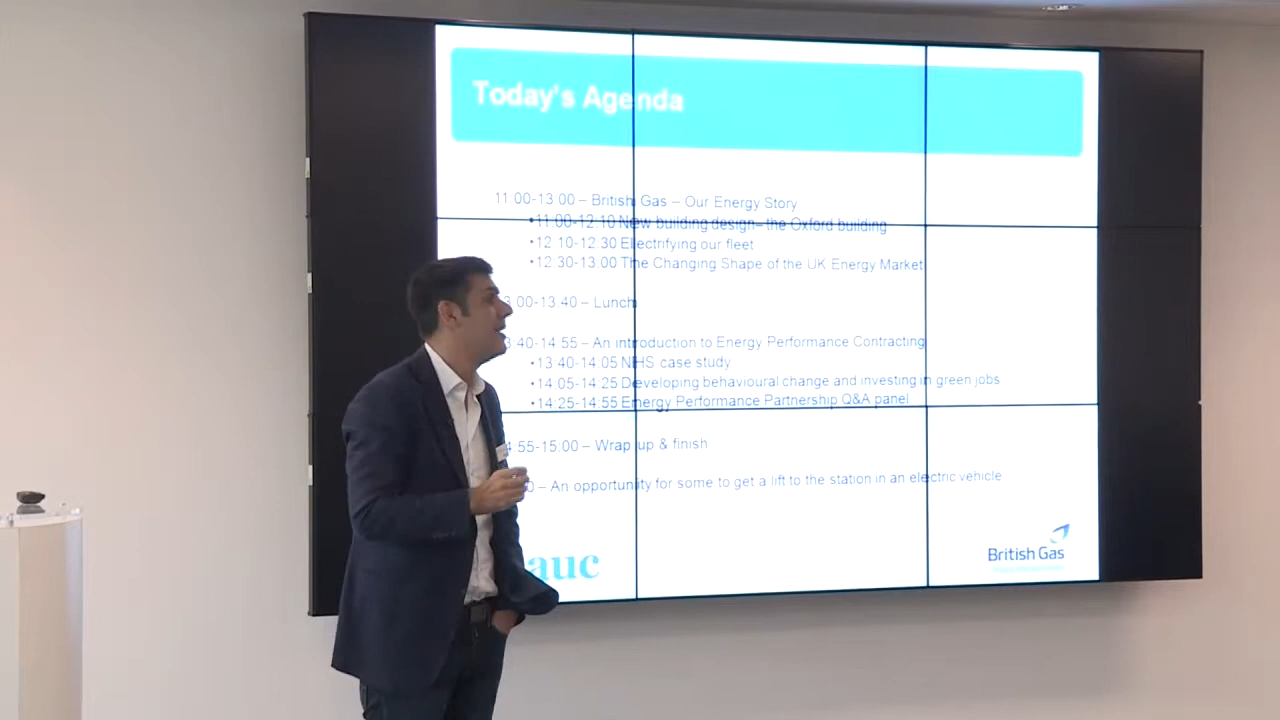 Today's Agenda
11:00-13:00 – British Gas – Our Energy Story
•11:00-12:10 New building design– the Oxford building
•12:10-12:30 Electrifying our fleet
•12:30-13:00 The Changing Shape of the UK Energy Market
3:00-13:40 – Lunch
3:40-14:55 – An introduction to Energy Performance Contracting
•13:40-14:05 NHS case study
•14:05-14:25 Developing behavioural change and investing in green jobs
•14:25-14:55 Energy Performance Partnership Q&A panel
4:55-15:00 – Wrap up & finish
0 – An opportunity for some to get a lift to the station in an electric vehicle
auc
British Gas